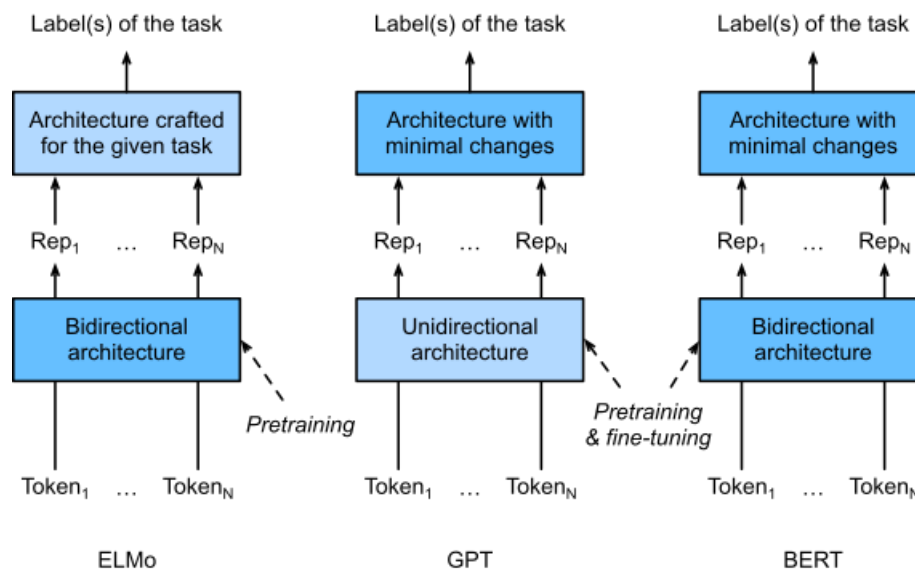 Label(s) of the task
Label(s) of the task
Label(s) of the task
Architecture crafted
for the given task
Architecture with
minimal changes
Architecture with
minimal changes
Rep₁ … Repₙ
Rep₁ … Repₙ
Rep₁ … Repₙ
Bidirectional
architecture
Unidirectional
architecture
Bidirectional
architecture
Pretraining
Pretraining
& fine-tuning
Token₁ … Tokenₙ
Token₁ … Tokenₙ
Token₁ … Tokenₙ
ELMo
GPT
BERT